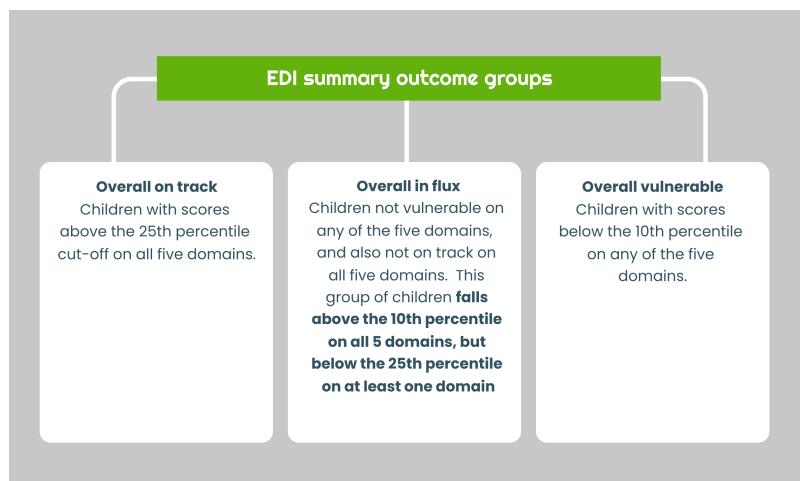 EDI summary outcome groups
Overall on track
Children with scores
above the 25th percentile
cut-off on all five domains.
Overall in flux
Children not vulnerable on
any of the five domains,
and also not on track on
all five domains.  This
group of children falls
above the 10th percentile
on all 5 domains, but
below the 25th percentile
on at least one domain
Overall vulnerable
Children with scores
below the 10th percentile
on any of the five
domains.